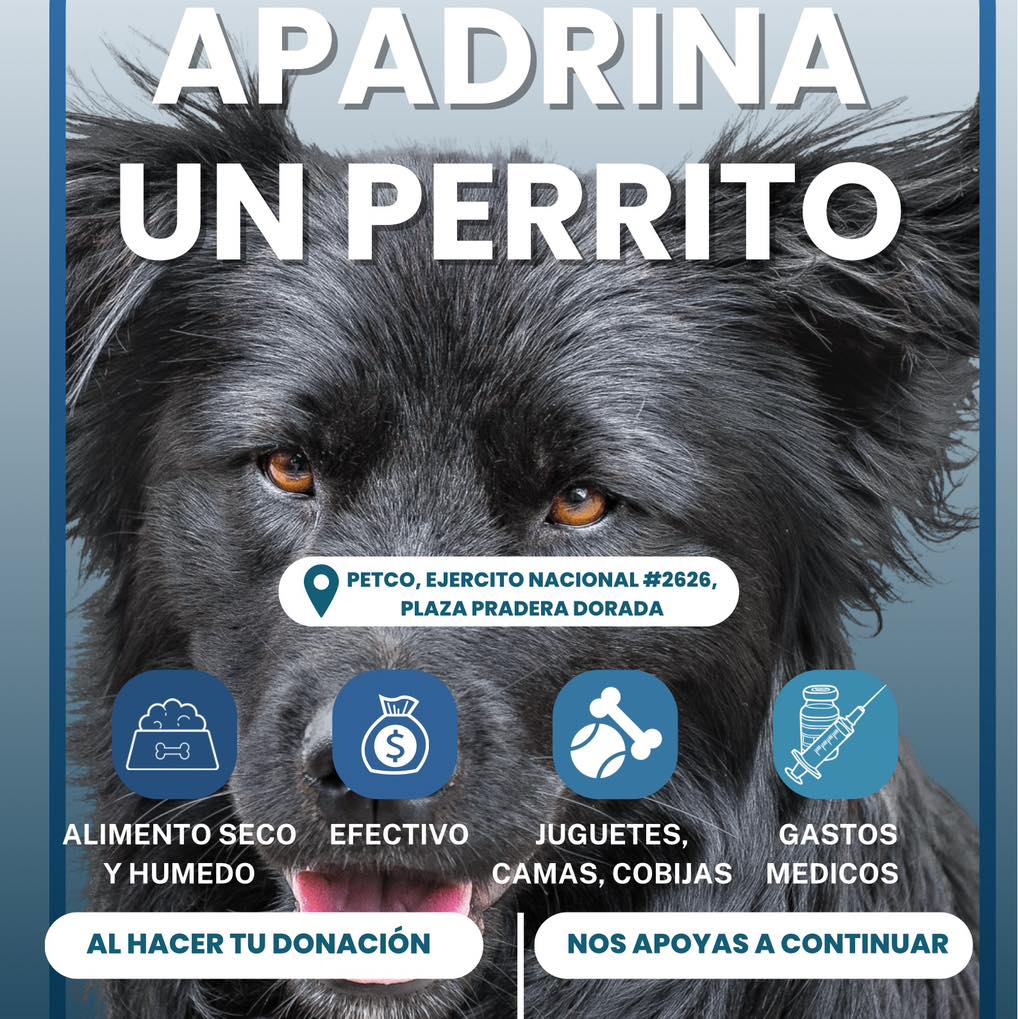 APADRINA
UN PERRITO
PETCO, EJERCITO NACIONAL #2626,
PLAZA PRADERA DORADA
$
ALIMENTO SECO
Y HUMEDO
EFECTIVO
JUGUETES,
CAMAS, COBIJAS
GASTOS
MEDICOS
AL HACER TU DONACIÓN
NOS APOYAS A CONTINUAR